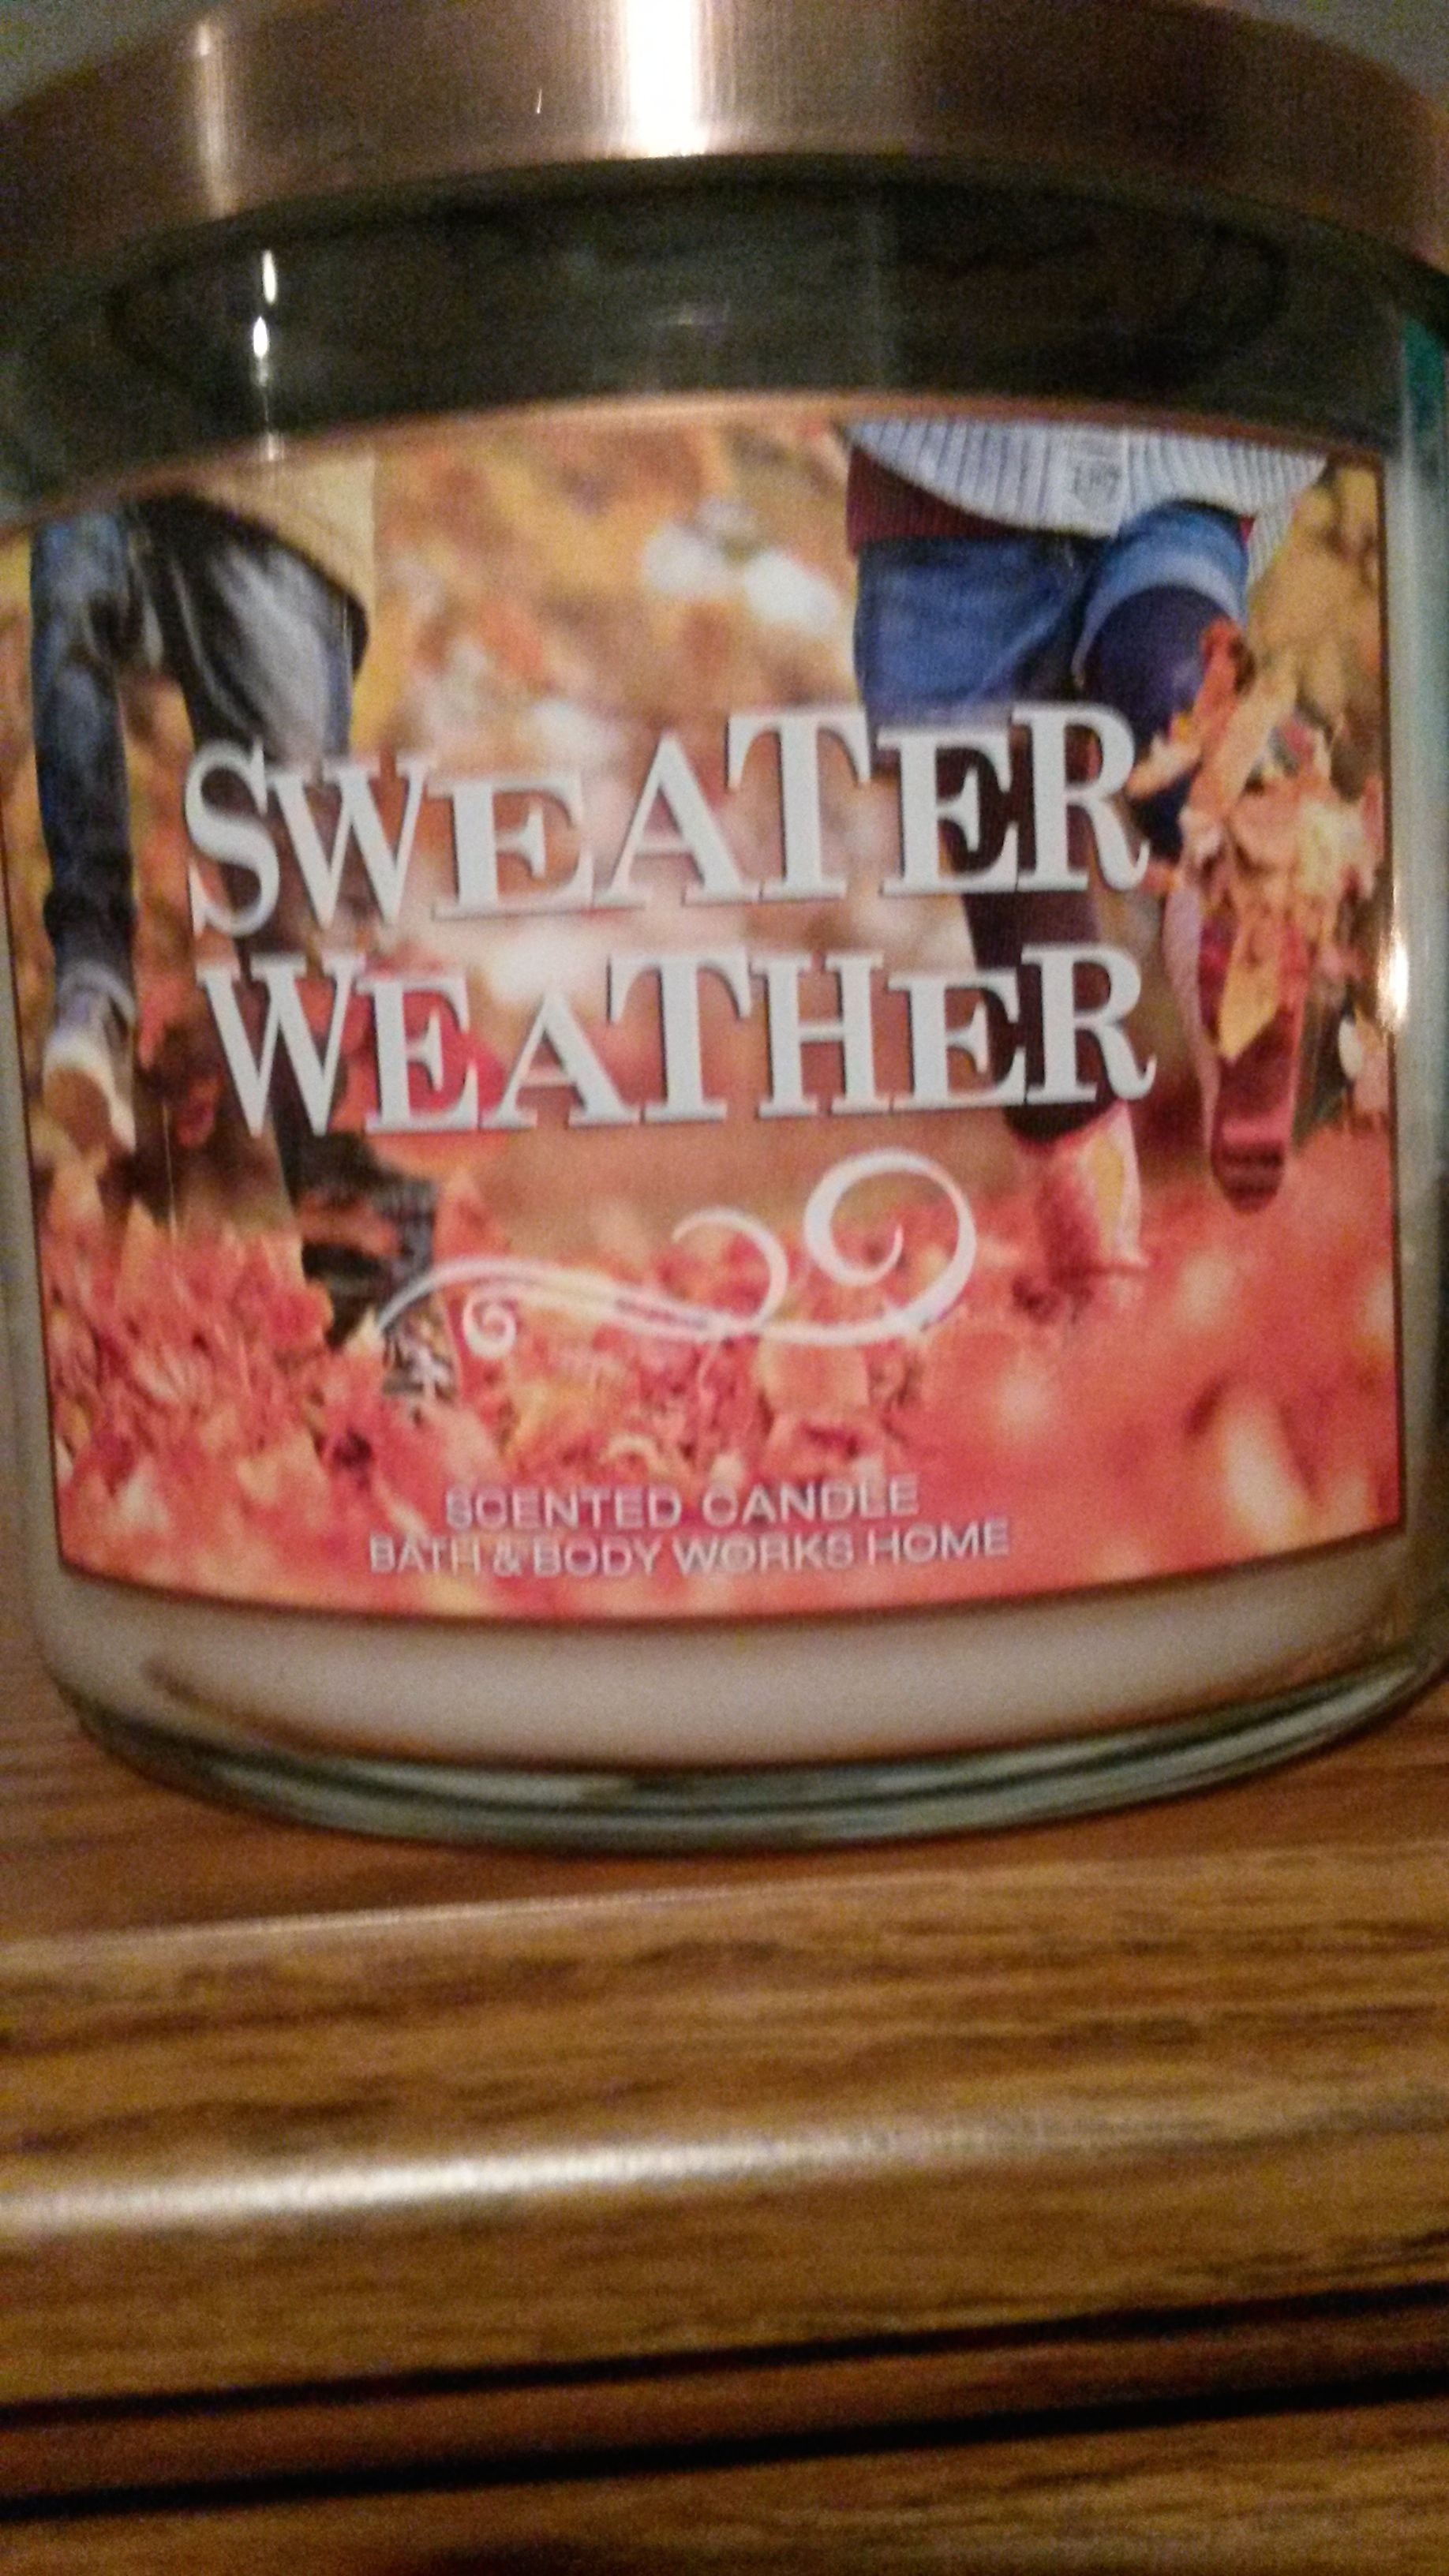 SWEATER
WEATHER
SCENTED CANDLE
BATH & BODY WORKS HOME